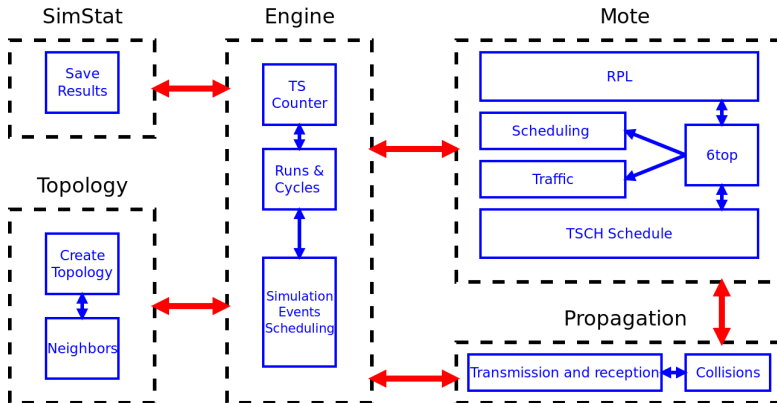 SimStat
Save
Results
Topology
Create
Topology
Neighbors
Engine
TS
Counter
Runs &
Cycles
Simulation
Events
Scheduling
Mote
RPL
Scheduling
Traffic
6top
TSCH Schedule
Propagation
Transmission and reception
Collisions